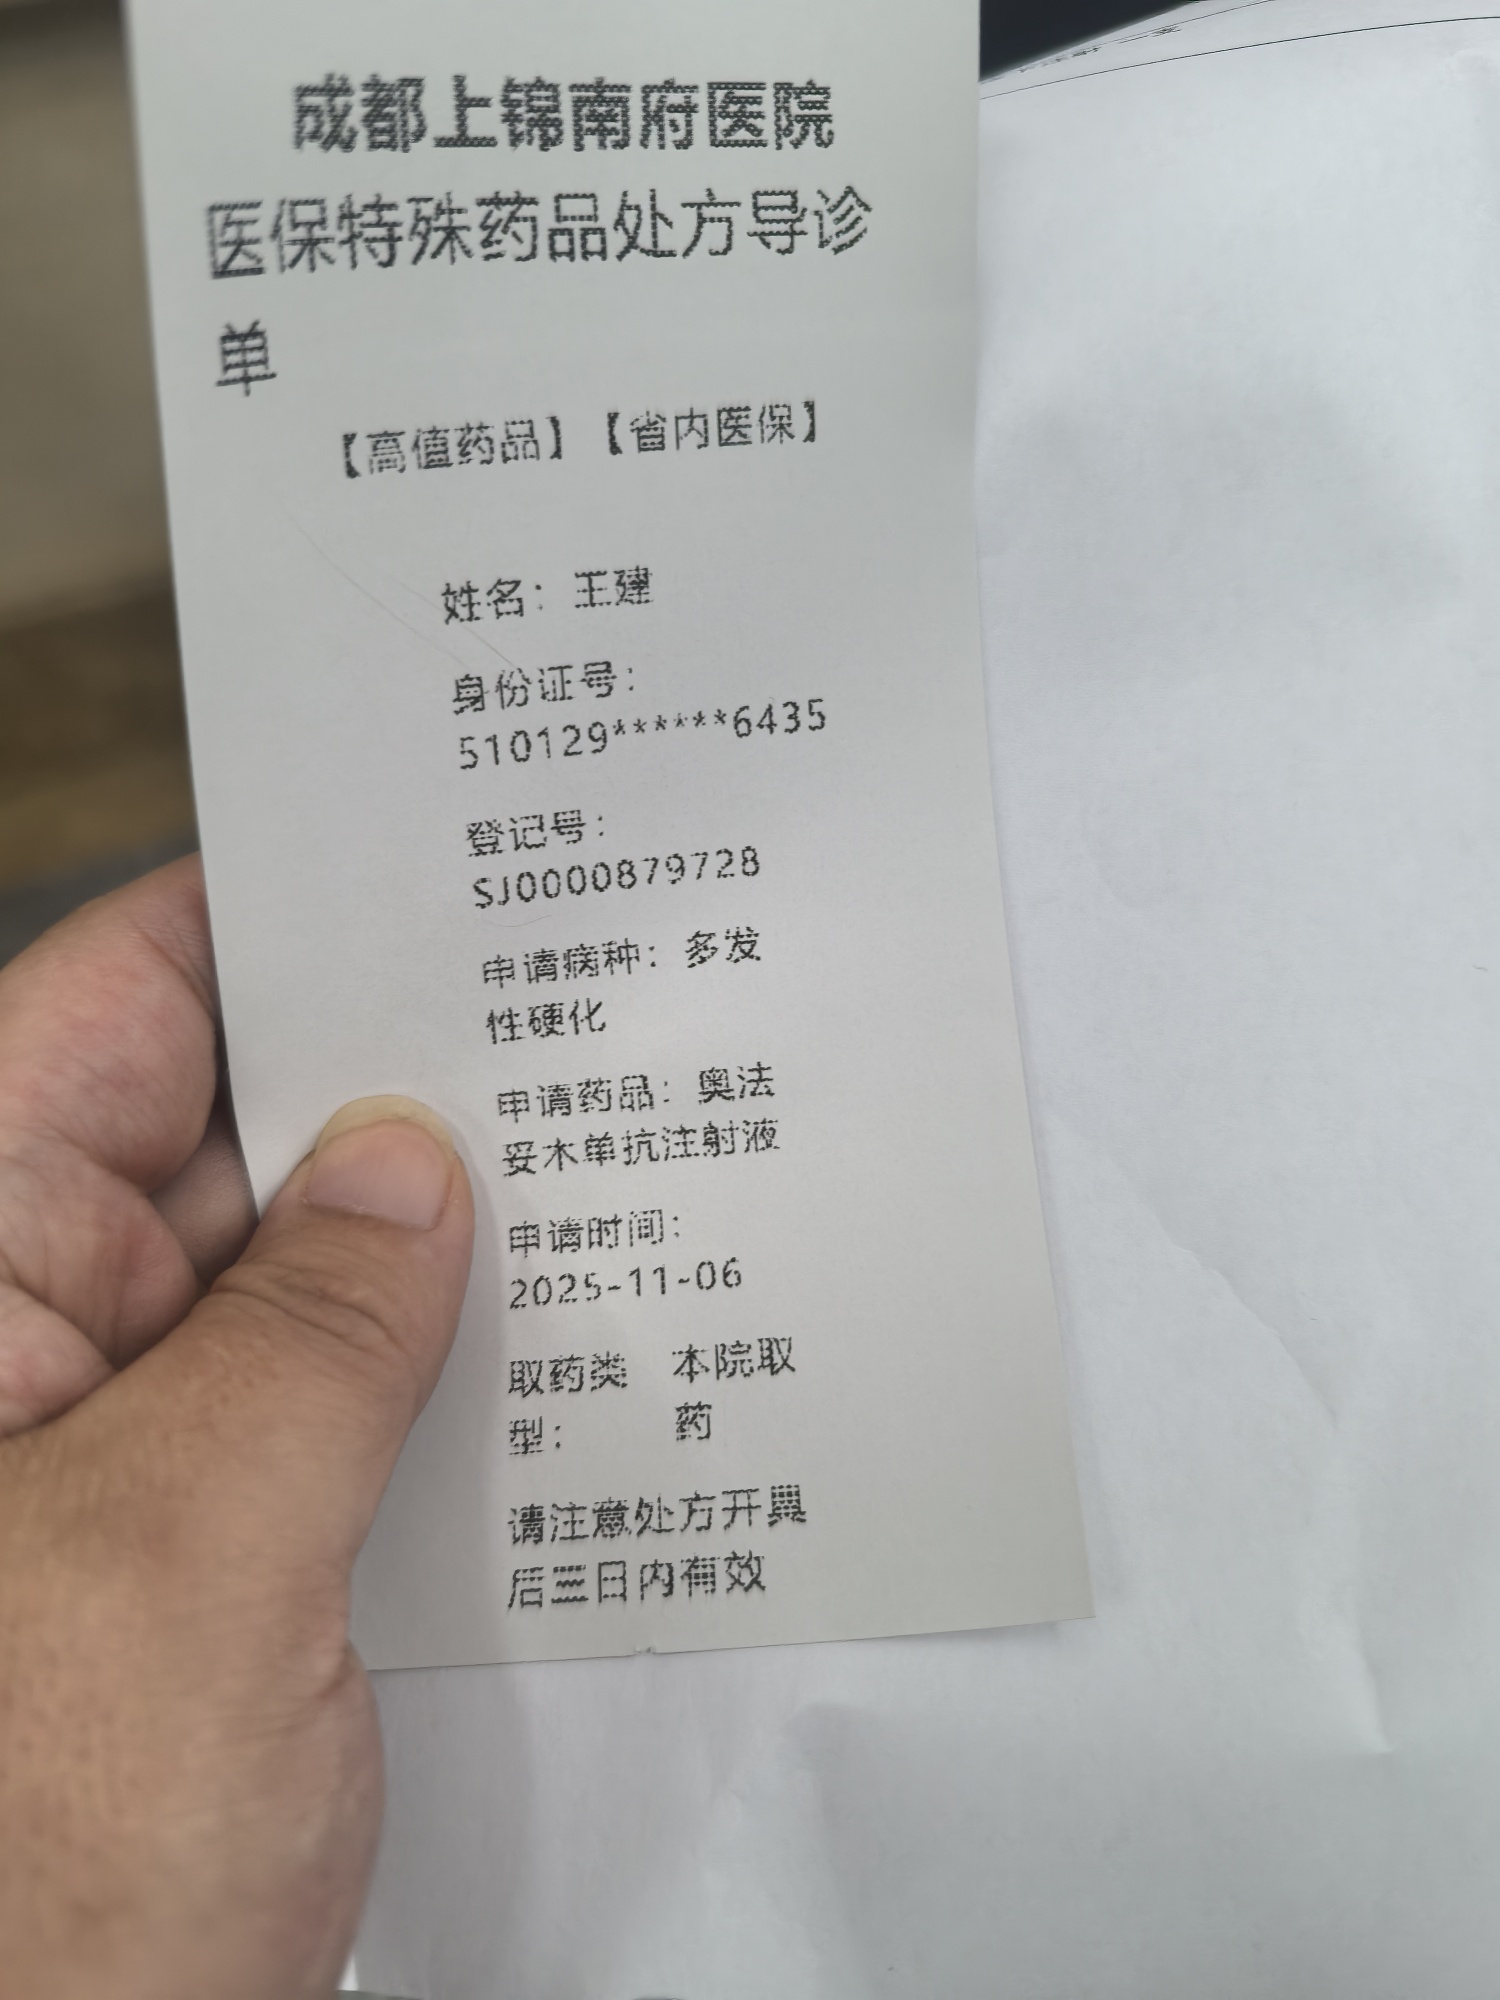 成都上锦南府医院
医保特殊药品处方导诊
单
【高值药品】【省内医保】
姓名：王建
身份证号：
510129******6435
登记号：
SJ0000879728
申请病种：多发
性硬化
申请药品：奥法
妥木单抗注射液
申请时间：
2025-11-06
取药类 本院取
型： 药
请注意处方开具
后三日内有效